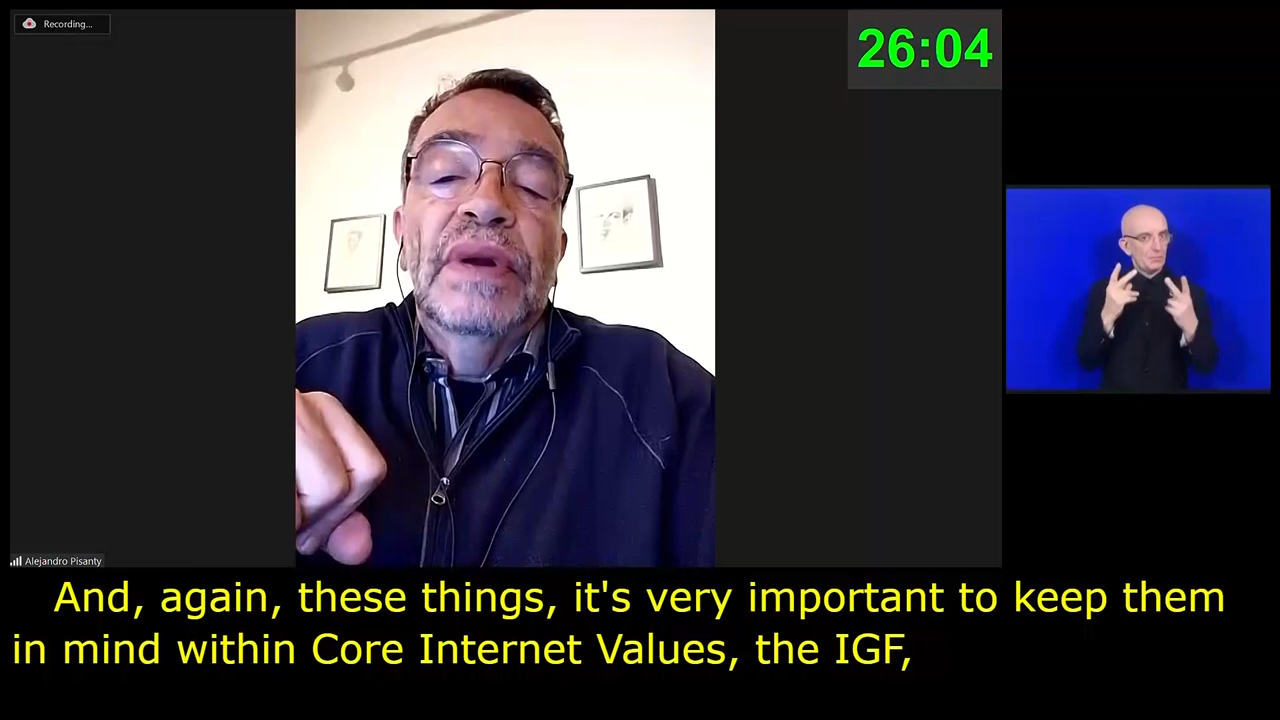 Recording...
26:04
Alejandro Pisanty
And, again, these things, it's very important to keep them
in mind within Core Internet Values, the IGF,